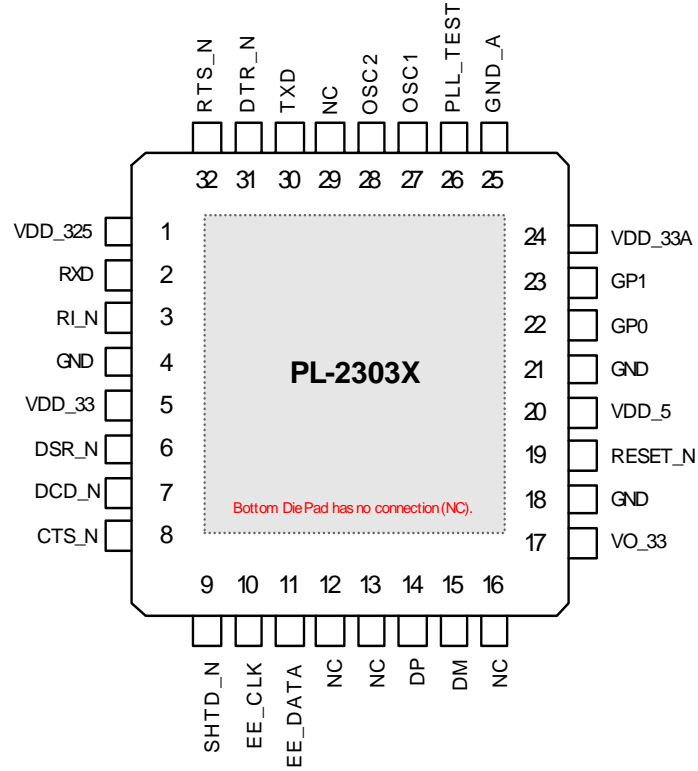 RTS_N
DTR_N
TXD
NC
OSC2
OSC1
PLL_TEST
GND_A
32 31 30 29 28 27 26 25
VDD_325 1
RXD 2
RI_N 3
GND 4
VDD_33 5
DSR_N 6
DCD_N 7
CTS_N 8
PL-2303X
Bottom Die Pad has no connection (NC).
24 VDD_33A
23 GP1
22 GP0
21 GND
20 VDD_5
19 RESET_N
18 GND
17 VO_33
9 10 11 12 13 14 15 16
SHTD_N
EE_CLK
EE_DATA
NC
NC
DP
DM
NC